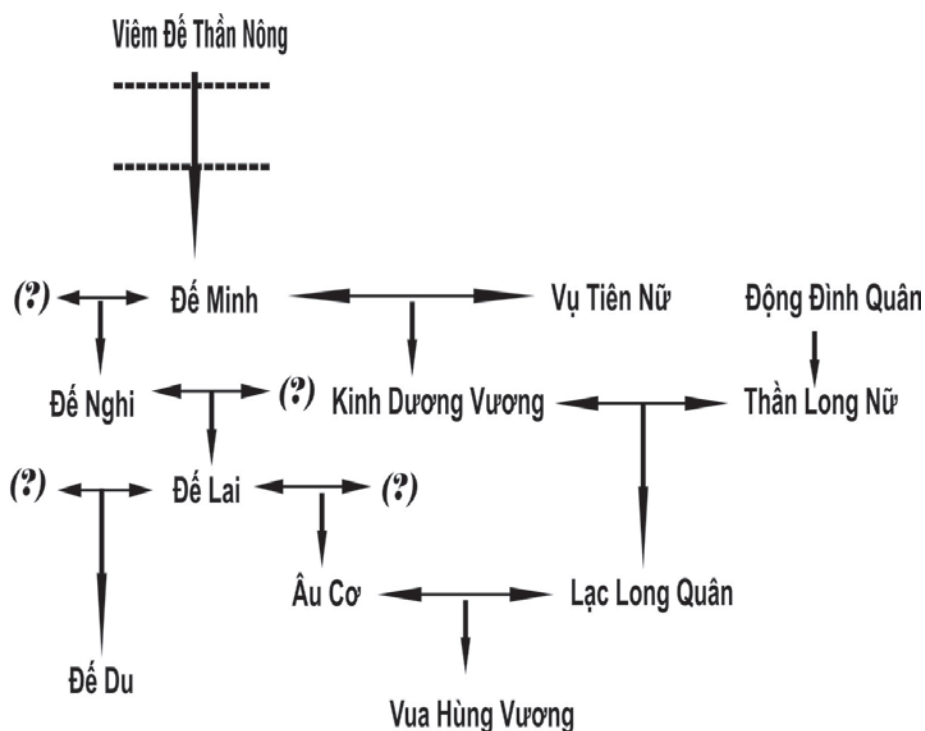 Viêm Đế Thần Nông
(?) Đế Minh Vụ Tiên Nữ Động Đình Quân
Đế Nghi (?) Kinh Dương Vương Thần Long Nữ
(?) Đế Lai (?)
Âu Cơ Lạc Long Quân
Đế Du
Vua Hùng Vương